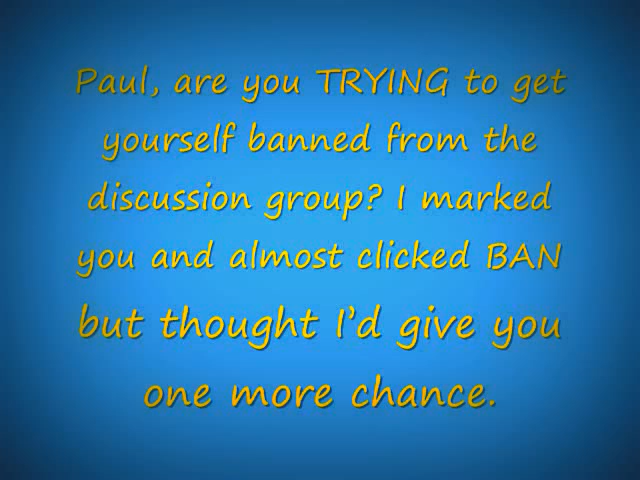 Paul, are you TRYING to get
yourself banned from the
discussion group? I marked
you and almost clicked BAN
but thought I’d give you
one more chance.